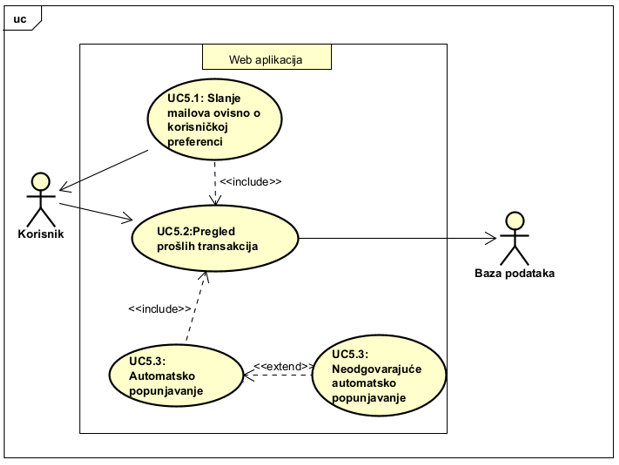 uc
Web aplikacija
UC5.1: Slanje
mailova ovisno o
korisničkoj
preferenci
<<include>>
Korisnik
UC5.2:Pregled
prošlih transakcija
Baza podataka
<<include>>
UC5.3:
Automatsko
popunjavanje
<<extend>>
UC5.3:
Neodgovarajuće
automatsko
popunjavanje